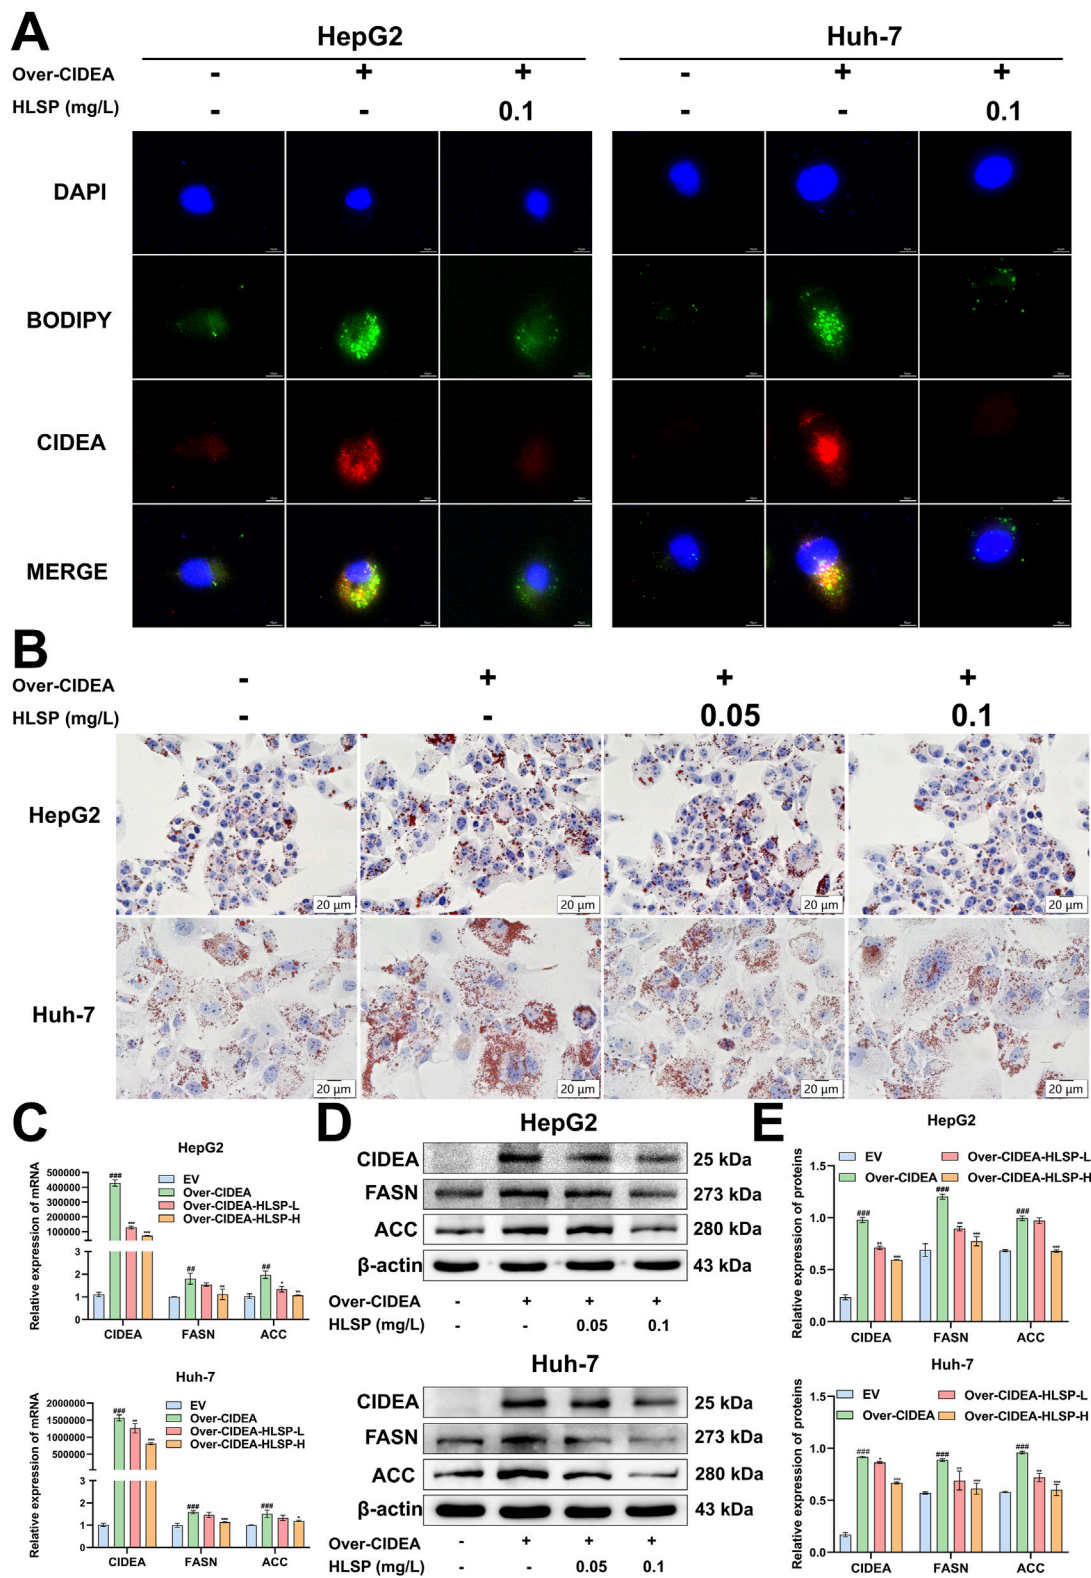 A
HepG2 Huh-7
Over-CIDEA - + + - + +
HLSP (mg/L) - - 0.1 - - 0.1
DAPI
BODIPY
CIDEA
MERGE
B
Over-CIDEA - + + +
HLSP (mg/L) - - 0.05 0.1
HepG2
20 µm 20 µm 20 µm 20 µm
Huh-7
20 µm 20 µm 20 µm 20 µm
C
HepG2
Relative expression of mRNA
500000
400000
300000
200000
100000
3
2
1
0
EV
Over-CIDEA
Over-CIDEA-HLSP-L
Over-CIDEA-HLSP-H
### *** ***
## **
## * **
CIDEA FASN ACC
Huh-7
Relative expression of mRNA
2000000
1500000
1000000
500000
3
2
1
0
EV
Over-CIDEA
Over-CIDEA-HLSP-L
Over-CIDEA-HLSP-H
### ** ***
### ***
### *
CIDEA FASN ACC
D
HepG2
CIDEA 25 kDa
FASN 273 kDa
ACC 280 kDa
β-actin 43 kDa
Over-CIDEA - + + +
HLSP (mg/L) - - 0.05 0.1
Huh-7
CIDEA 25 kDa
FASN 273 kDa
ACC 280 kDa
β-actin 43 kDa
Over-CIDEA - + + +
HLSP (mg/L) - - 0.05 0.1
E
HepG2
EV Over-CIDEA-HLSP-L
Over-CIDEA Over-CIDEA-HLSP-H
Relative expression of proteins
1.5
1.0
0.5
0.0
### ** ***
### ** ***
### ***
CIDEA FASN ACC
Huh-7
EV Over-CIDEA-HLSP-L
Over-CIDEA Over-CIDEA-HLSP-H
Relative expression of proteins
1.5
1.0
0.5
0.0
### * ***
### ** ***
### ** ***
CIDEA FASN ACC